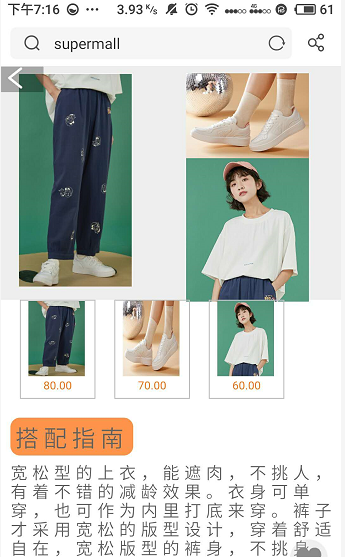 下午7:16 ··· 3.93 K/s 4G 61
supermall
80.00 70.00 60.00
搭配指南
宽松型的上衣，能遮肉，不挑人，
有着不错的减龄效果。衣身可单
穿，也可作为内里打底来穿。裤子
才采用宽松的版型设计，穿着舒适
自在，宽松版型的裤身，不挑身